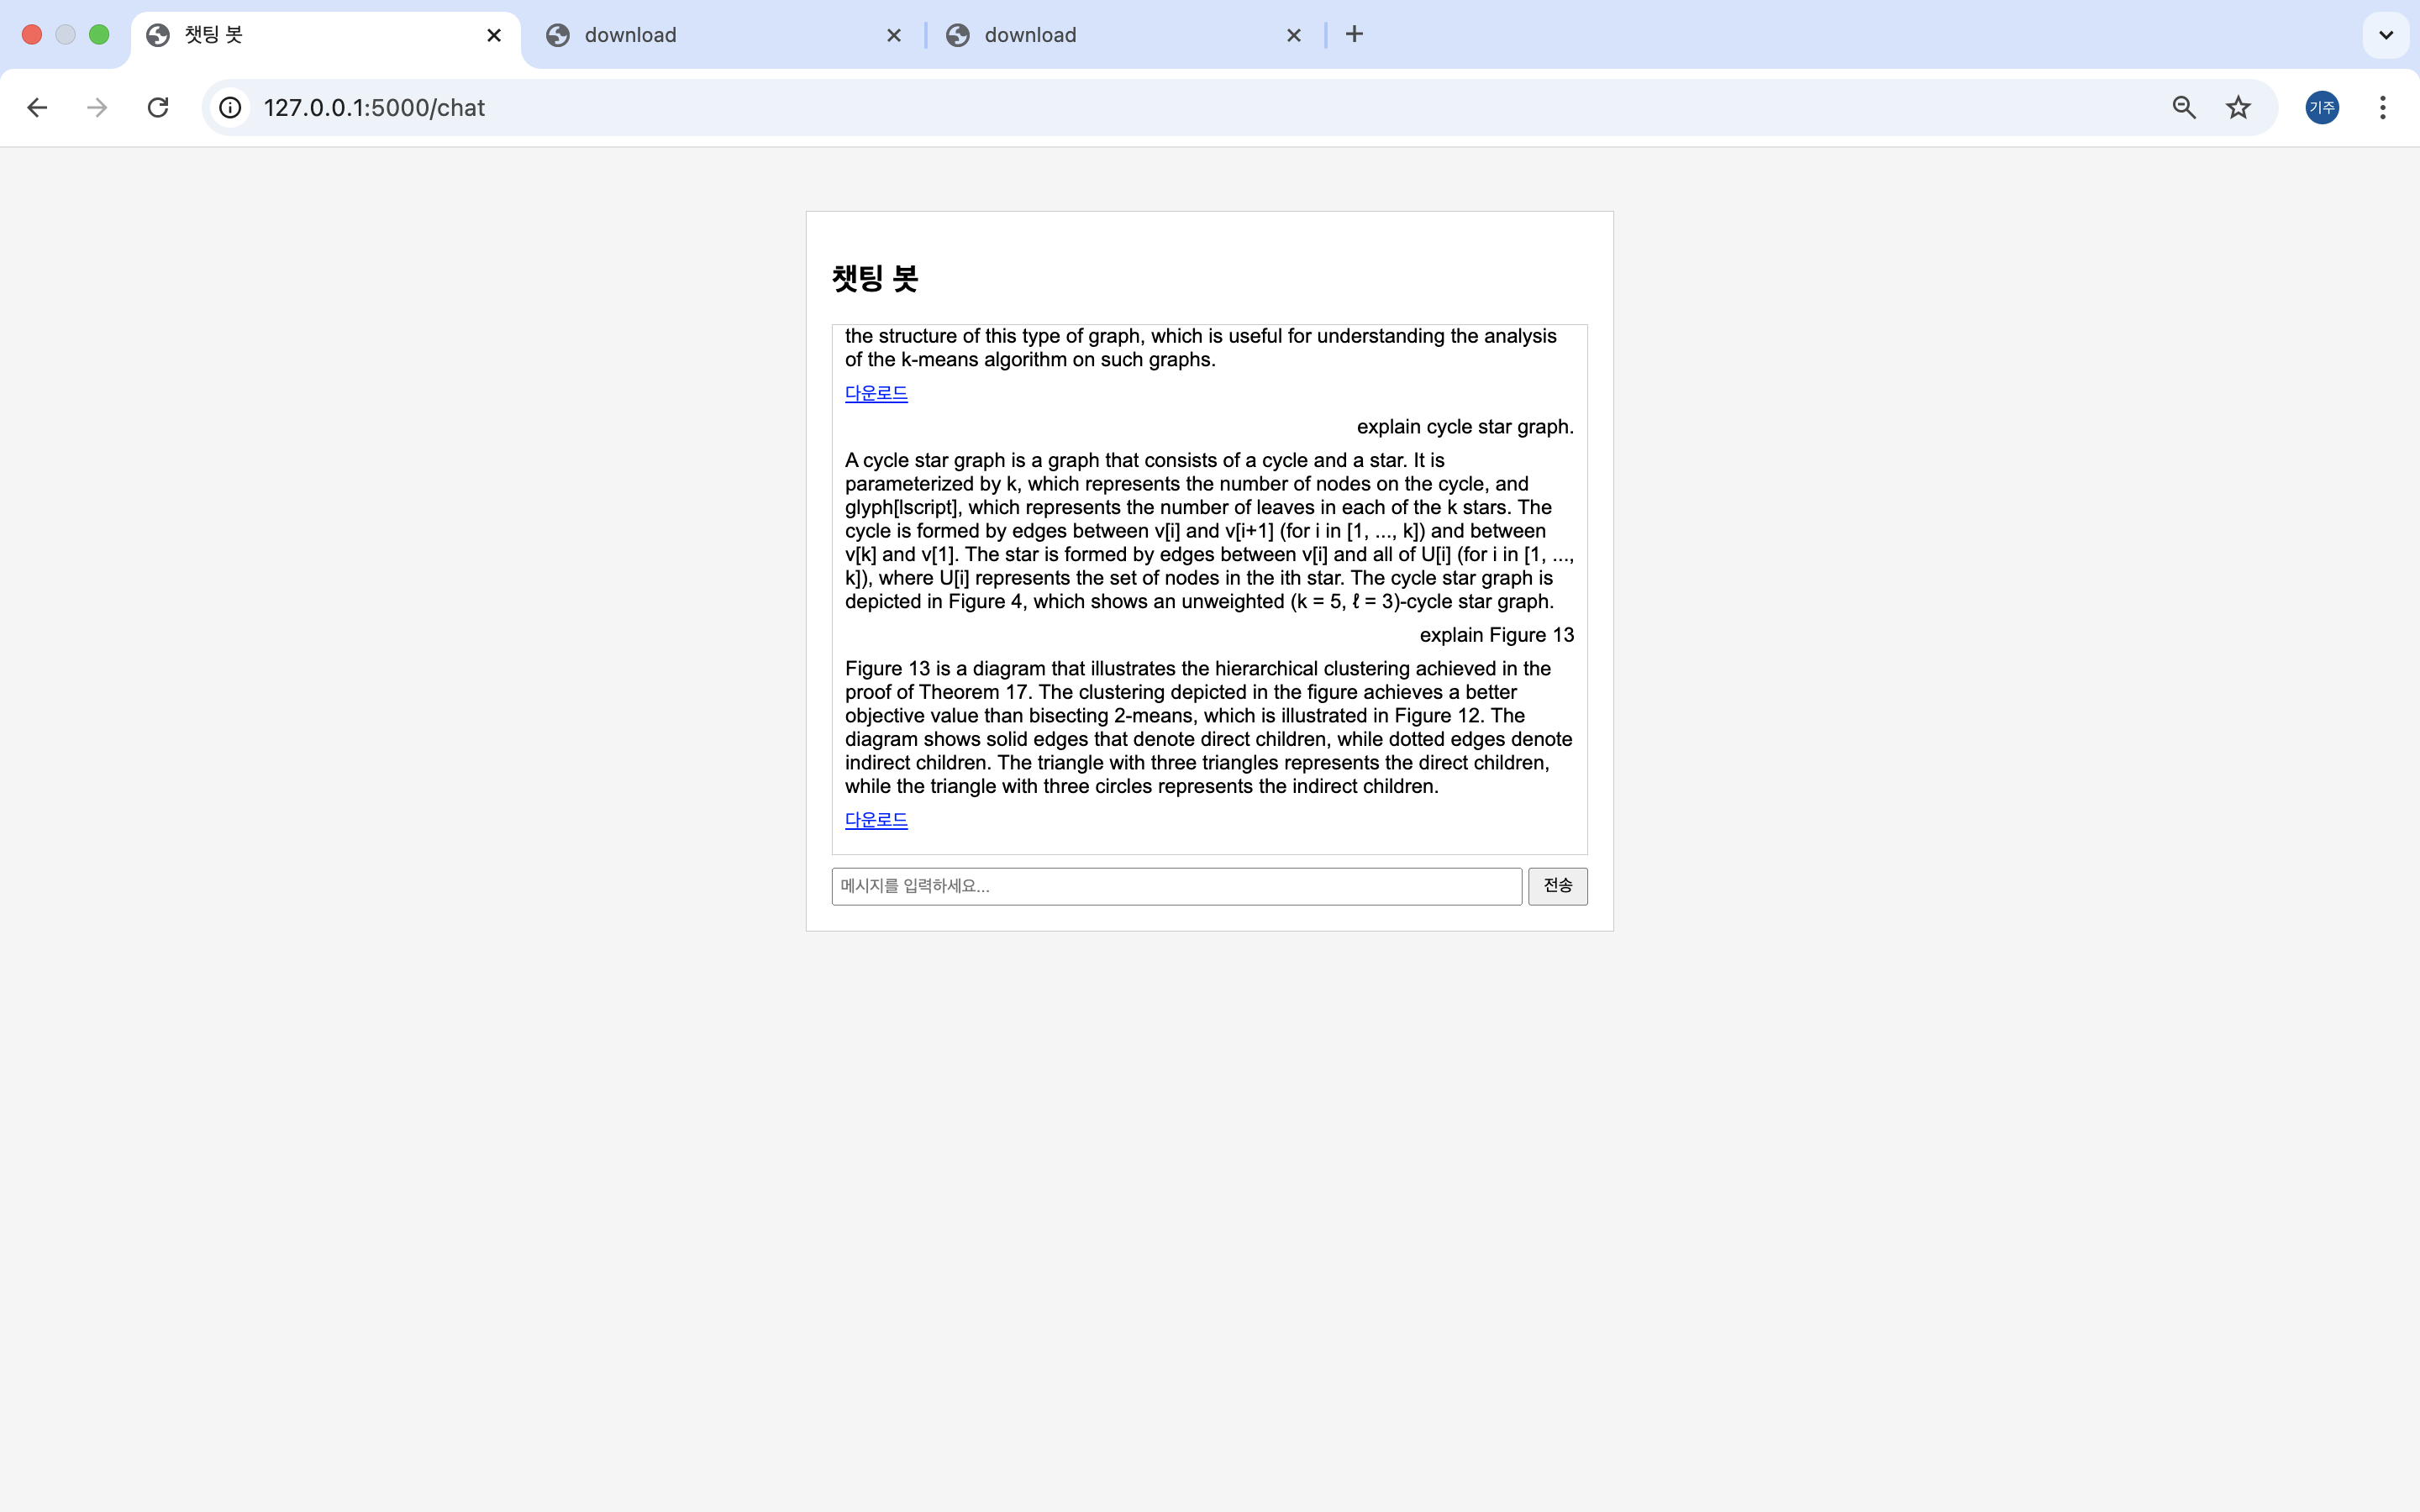 챗팅 봇
download
download
127.0.0.1:5000/chat
기주
챗팅 봇
the structure of this type of graph, which is useful for understanding the analysis
of the k-means algorithm on such graphs.
다운로드
explain cycle star graph.
A cycle star graph is a graph that consists of a cycle and a star. It is
parameterized by k, which represents the number of nodes on the cycle, and
glyph[lscript], which represents the number of leaves in each of the k stars. The
cycle is formed by edges between v[i] and v[i+1] (for i in [1, ..., k]) and between
v[k] and v[1]. The star is formed by edges between v[i] and all of U[i] (for i in [1, ...,
k]), where U[i] represents the set of nodes in the ith star. The cycle star graph is
depicted in Figure 4, which shows an unweighted (k = 5, ℓ = 3)-cycle star graph.
explain Figure 13
Figure 13 is a diagram that illustrates the hierarchical clustering achieved in the
proof of Theorem 17. The clustering depicted in the figure achieves a better
objective value than bisecting 2-means, which is illustrated in Figure 12. The
diagram shows solid edges that denote direct children, while dotted edges denote
indirect children. The triangle with three triangles represents the direct children,
while the triangle with three circles represents the indirect children.
다운로드
메시지를 입력하세요...
전송